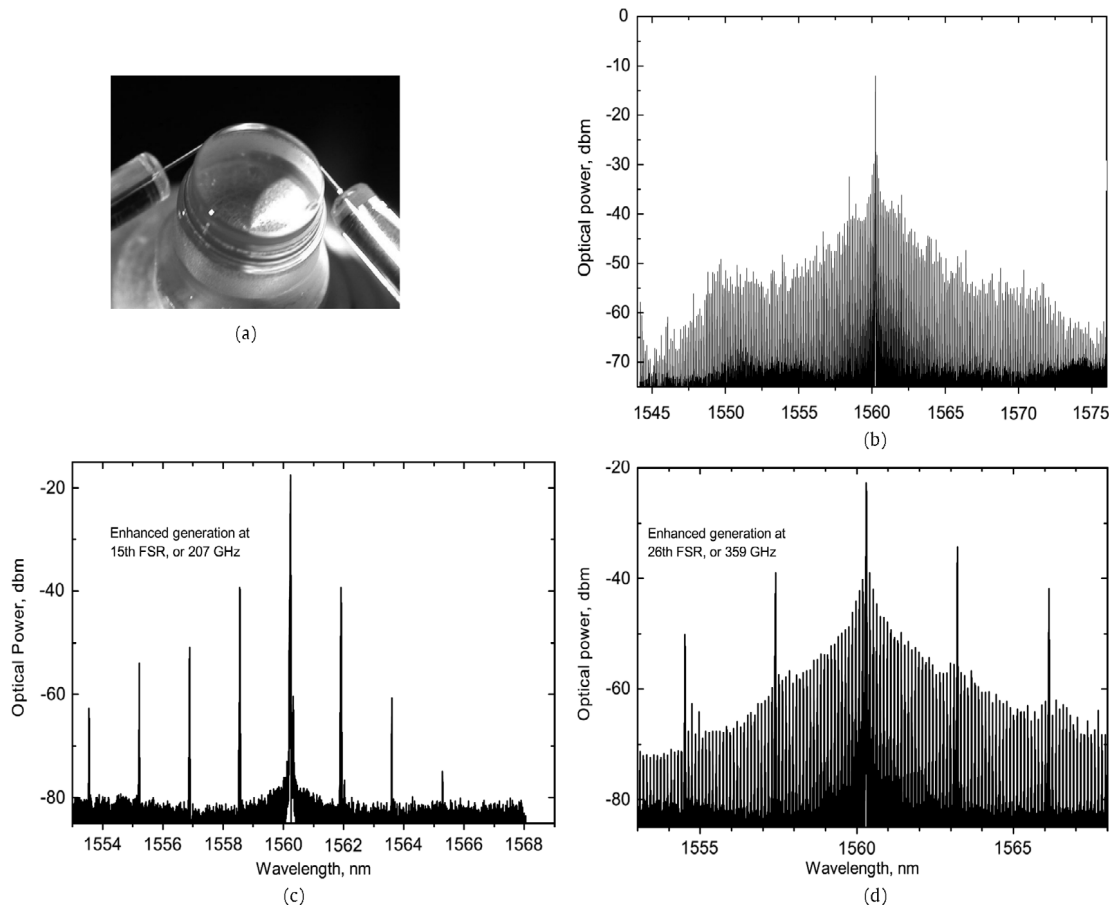 (a)
0
-10
-20
-30
-40
-50
-60
-70
Optical power, dbm
1545 1550 1555 1560 1565 1570 1575
(b)
-20
-40
-60
-80
Optical Power, dbm
Enhanced generation at
15th FSR, or 207 GHz
1554 1556 1558 1560 1562 1564 1566 1568
Wavelength, nm
(c)
-20
-40
-60
-80
Optical power, dbm
Enhanced generation at
26th FSR, or 359 GHz
1555 1560 1565
Wavelength, nm
(d)